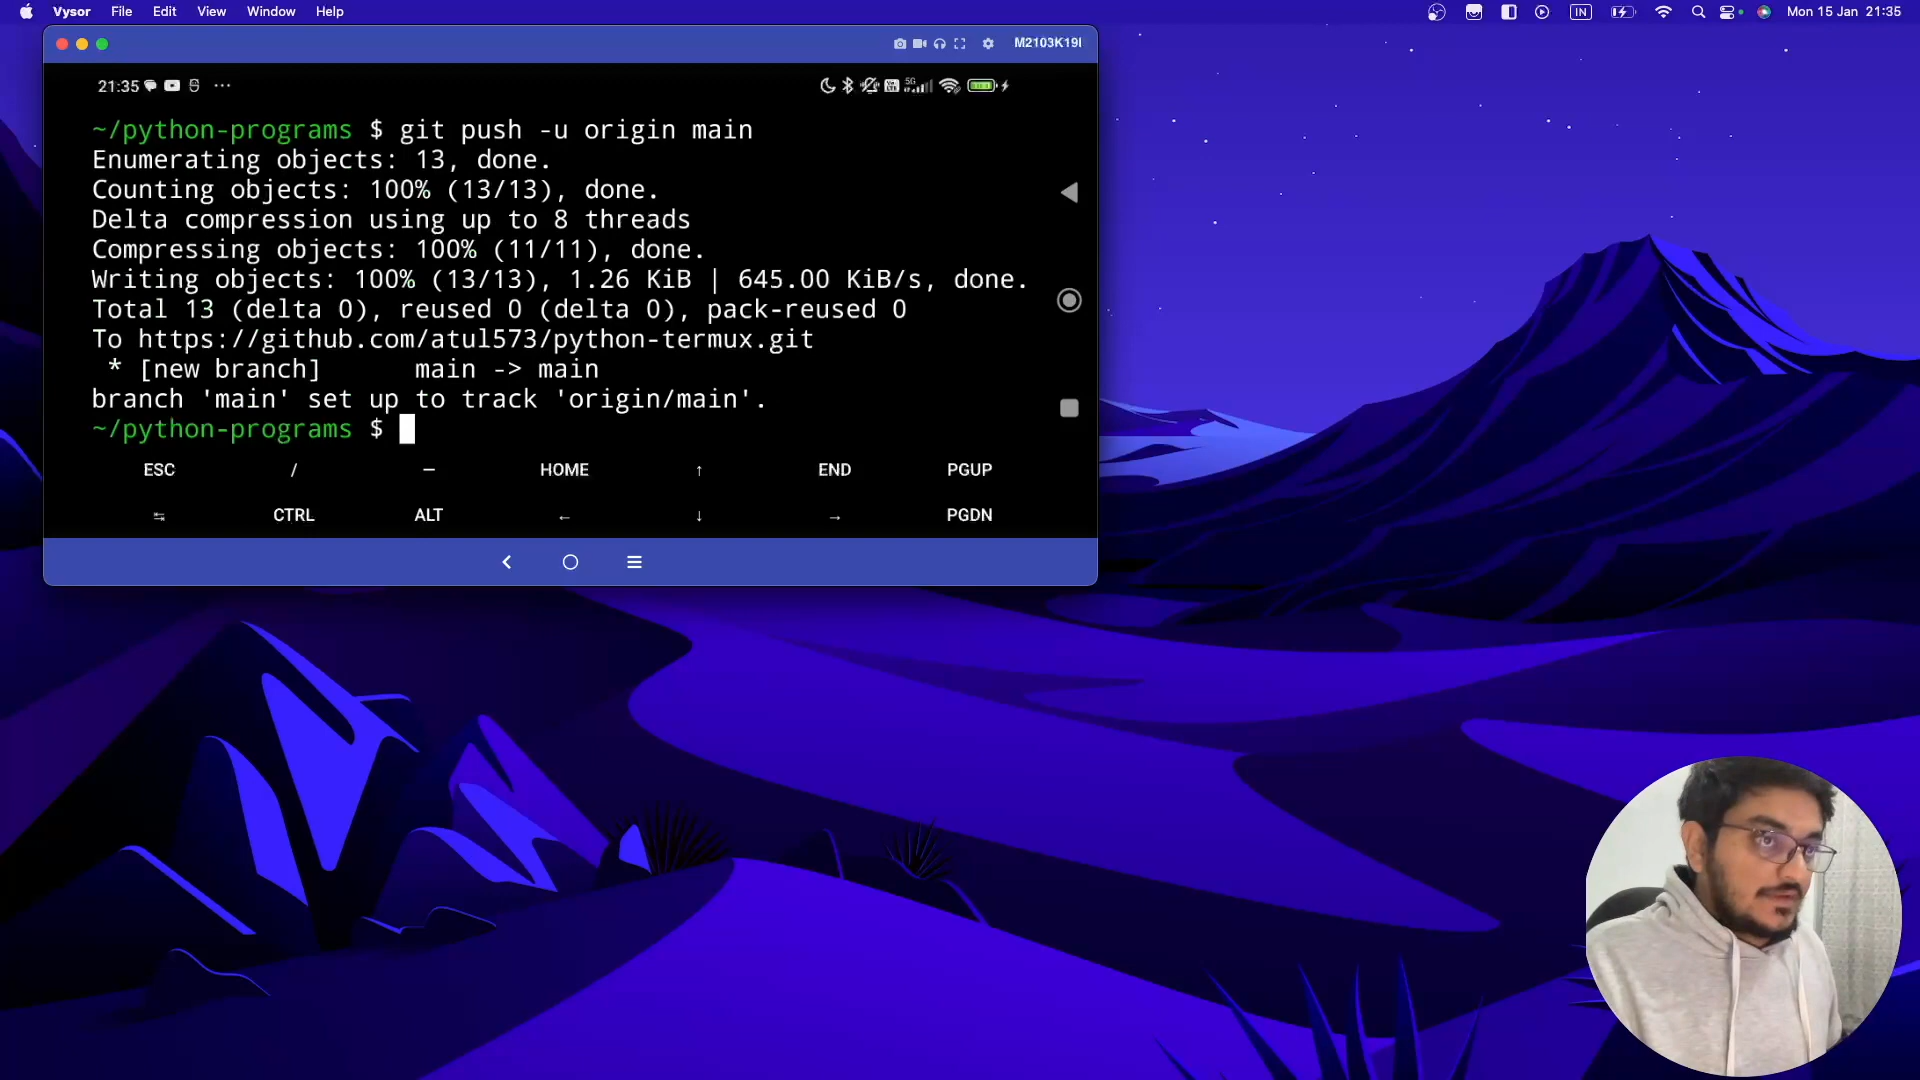 Vysor File Edit View Window Help IN Mon 15 Jan 21:35
M2103K19I
21:35 ··· 5G
~/python-programs $ git push -u origin main
Enumerating objects: 13, done.
Counting objects: 100% (13/13), done.
Delta compression using up to 8 threads
Compressing objects: 100% (11/11), done.
Writing objects: 100% (13/13), 1.26 KiB | 645.00 KiB/s, done.
Total 13 (delta 0), reused 0 (delta 0), pack-reused 0
To https://github.com/atul573/python-termux.git
* [new branch] main -> main
branch 'main' set up to track 'origin/main'.
~/python-programs $
ESC / — HOME ↑ END PGUP
↹ CTRL ALT ← ↓ → PGDN